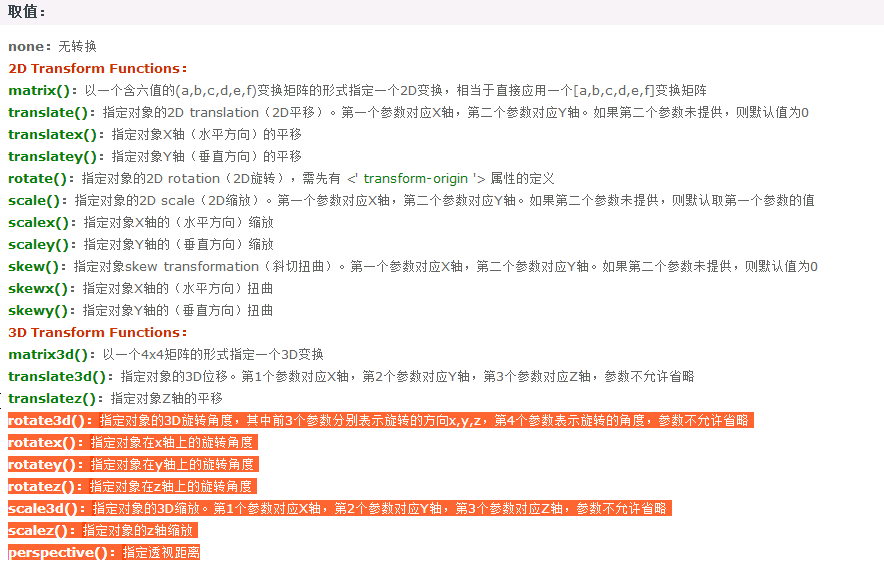 取值：
none：无转换
2D Transform Functions：
matrix()：以一个含六值的(a,b,c,d,e,f)变换矩阵的形式指定一个2D变换，相当于直接应用一个[a,b,c,d,e,f]变换矩阵
translate()：指定对象的2D translation（2D平移）。第一个参数对应X轴，第二个参数对应Y轴。如果第二个参数未提供，则默认值为0
translatex()：指定对象X轴（水平方向）的平移
translatey()：指定对象Y轴（垂直方向）的平移
rotate()：指定对象的2D rotation（2D旋转），需先有 <' transform-origin '> 属性的定义
scale()：指定对象的2D scale（2D缩放）。第一个参数对应X轴，第二个参数对应Y轴。如果第二个参数未提供，则默认取第一个参数的值
scalex()：指定对象X轴的（水平方向）缩放
scaley()：指定对象Y轴的（垂直方向）缩放
skew()：指定对象skew transformation（斜切扭曲）。第一个参数对应X轴，第二个参数对应Y轴。如果第二个参数未提供，则默认值为0
skewx()：指定对象X轴的（水平方向）扭曲
skewy()：指定对象Y轴的（垂直方向）扭曲
3D Transform Functions：
matrix3d()：以一个4x4矩阵的形式指定一个3D变换
translate3d()：指定对象的3D位移。第1个参数对应X轴，第2个参数对应Y轴，第3个参数对应Z轴，参数不允许省略
translatez()：指定对象Z轴的平移
rotate3d()：指定对象的3D旋转角度，其中前3个参数分别表示旋转的方向x,y,z，第4个参数表示旋转的角度，参数不允许省略
rotatex()：指定对象在x轴上的旋转角度
rotatey()：指定对象在y轴上的旋转角度
rotatez()：指定对象在z轴上的旋转角度
scale3d()：指定对象的3D缩放。第1个参数对应X轴，第2个参数对应Y轴，第3个参数对应Z轴，参数不允许省略
scalez()：指定对象的z轴缩放
perspective()：指定透视距离